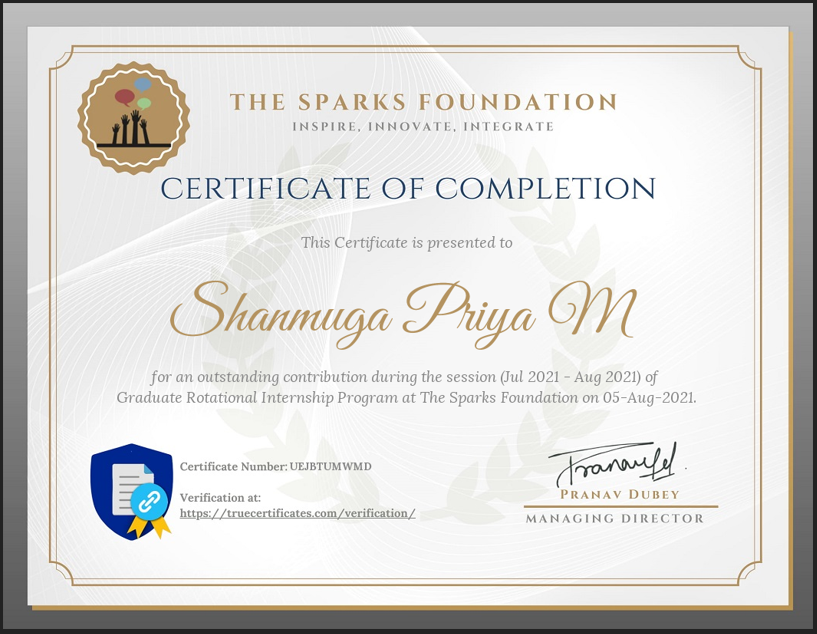 THE SPARKS FOUNDATION
INSPIRE, INNOVATE, INTEGRATE
CERTIFICATE OF COMPLETION
This Certificate is presented to
Shanmuga Priya M
for an outstanding contribution during the session (Jul 2021 - Aug 2021) of
Graduate Rotational Internship Program at The Sparks Foundation on 05-Aug-2021.
Certificate Number: UEJBTUMWMD
Verification at:
https://truecertificates.com/verification/
PRANAV DUBEY
MANAGING DIRECTOR